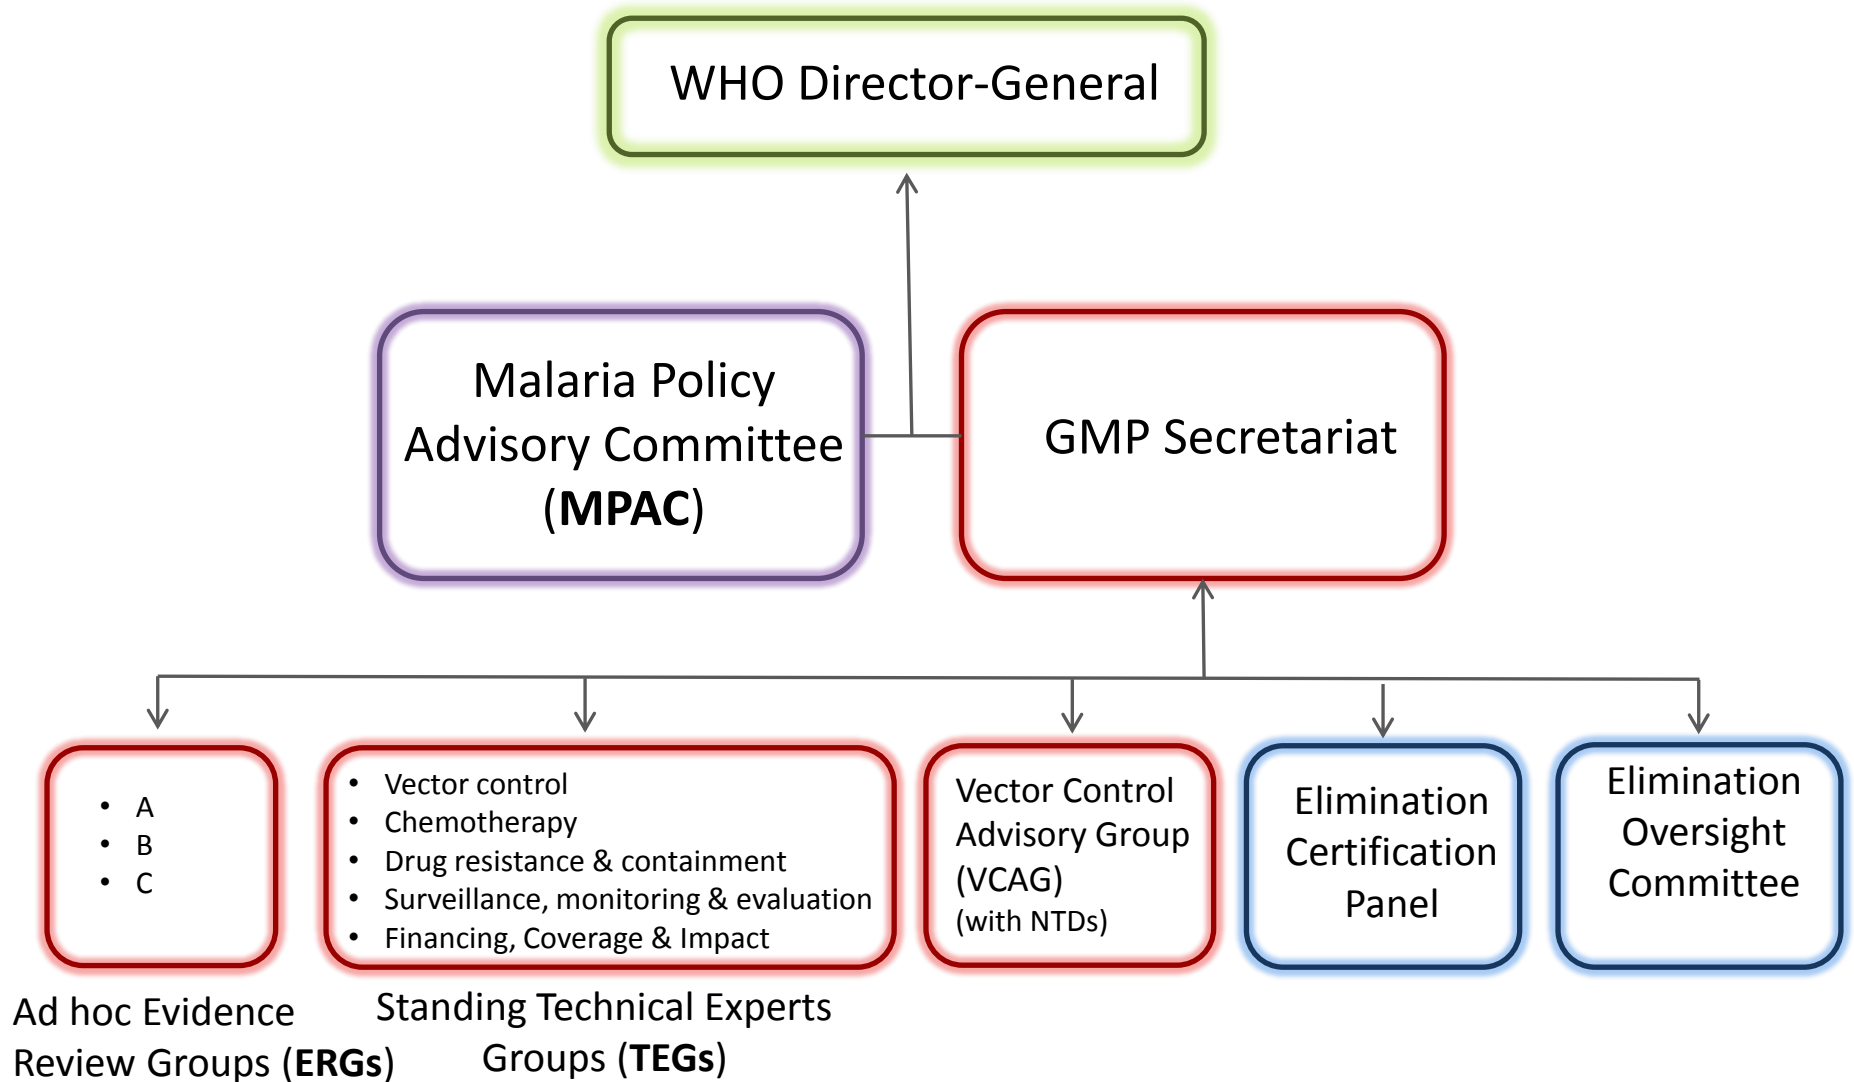 WHO Director-General
Malaria Policy
Advisory Committee
(MPAC)
GMP Secretariat
• A
• B
• C
• Vector control
• Chemotherapy
• Drug resistance & containment
• Surveillance, monitoring & evaluation
• Financing, Coverage & Impact
Vector Control
Advisory Group
(VCAG)
(with NTDs)
Elimination
Certification
Panel
Elimination
Oversight
Committee
Ad hoc Evidence
Review Groups (ERGs)
Standing Technical Experts
Groups (TEGs)